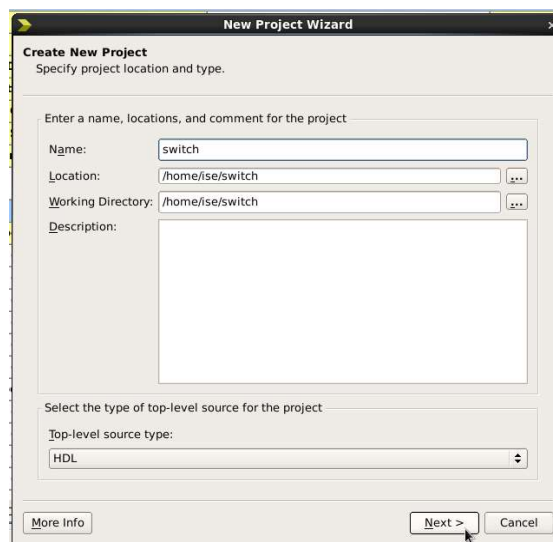 New Project Wizard
Create New Project
Specify project location and type.
Enter a name, locations, and comment for the project
Name: switch
Location: /home/ise/switch ...
Working Directory: /home/ise/switch ...
Description:
Select the type of top-level source for the project
Top-level source type:
HDL
More Info Next > Cancel